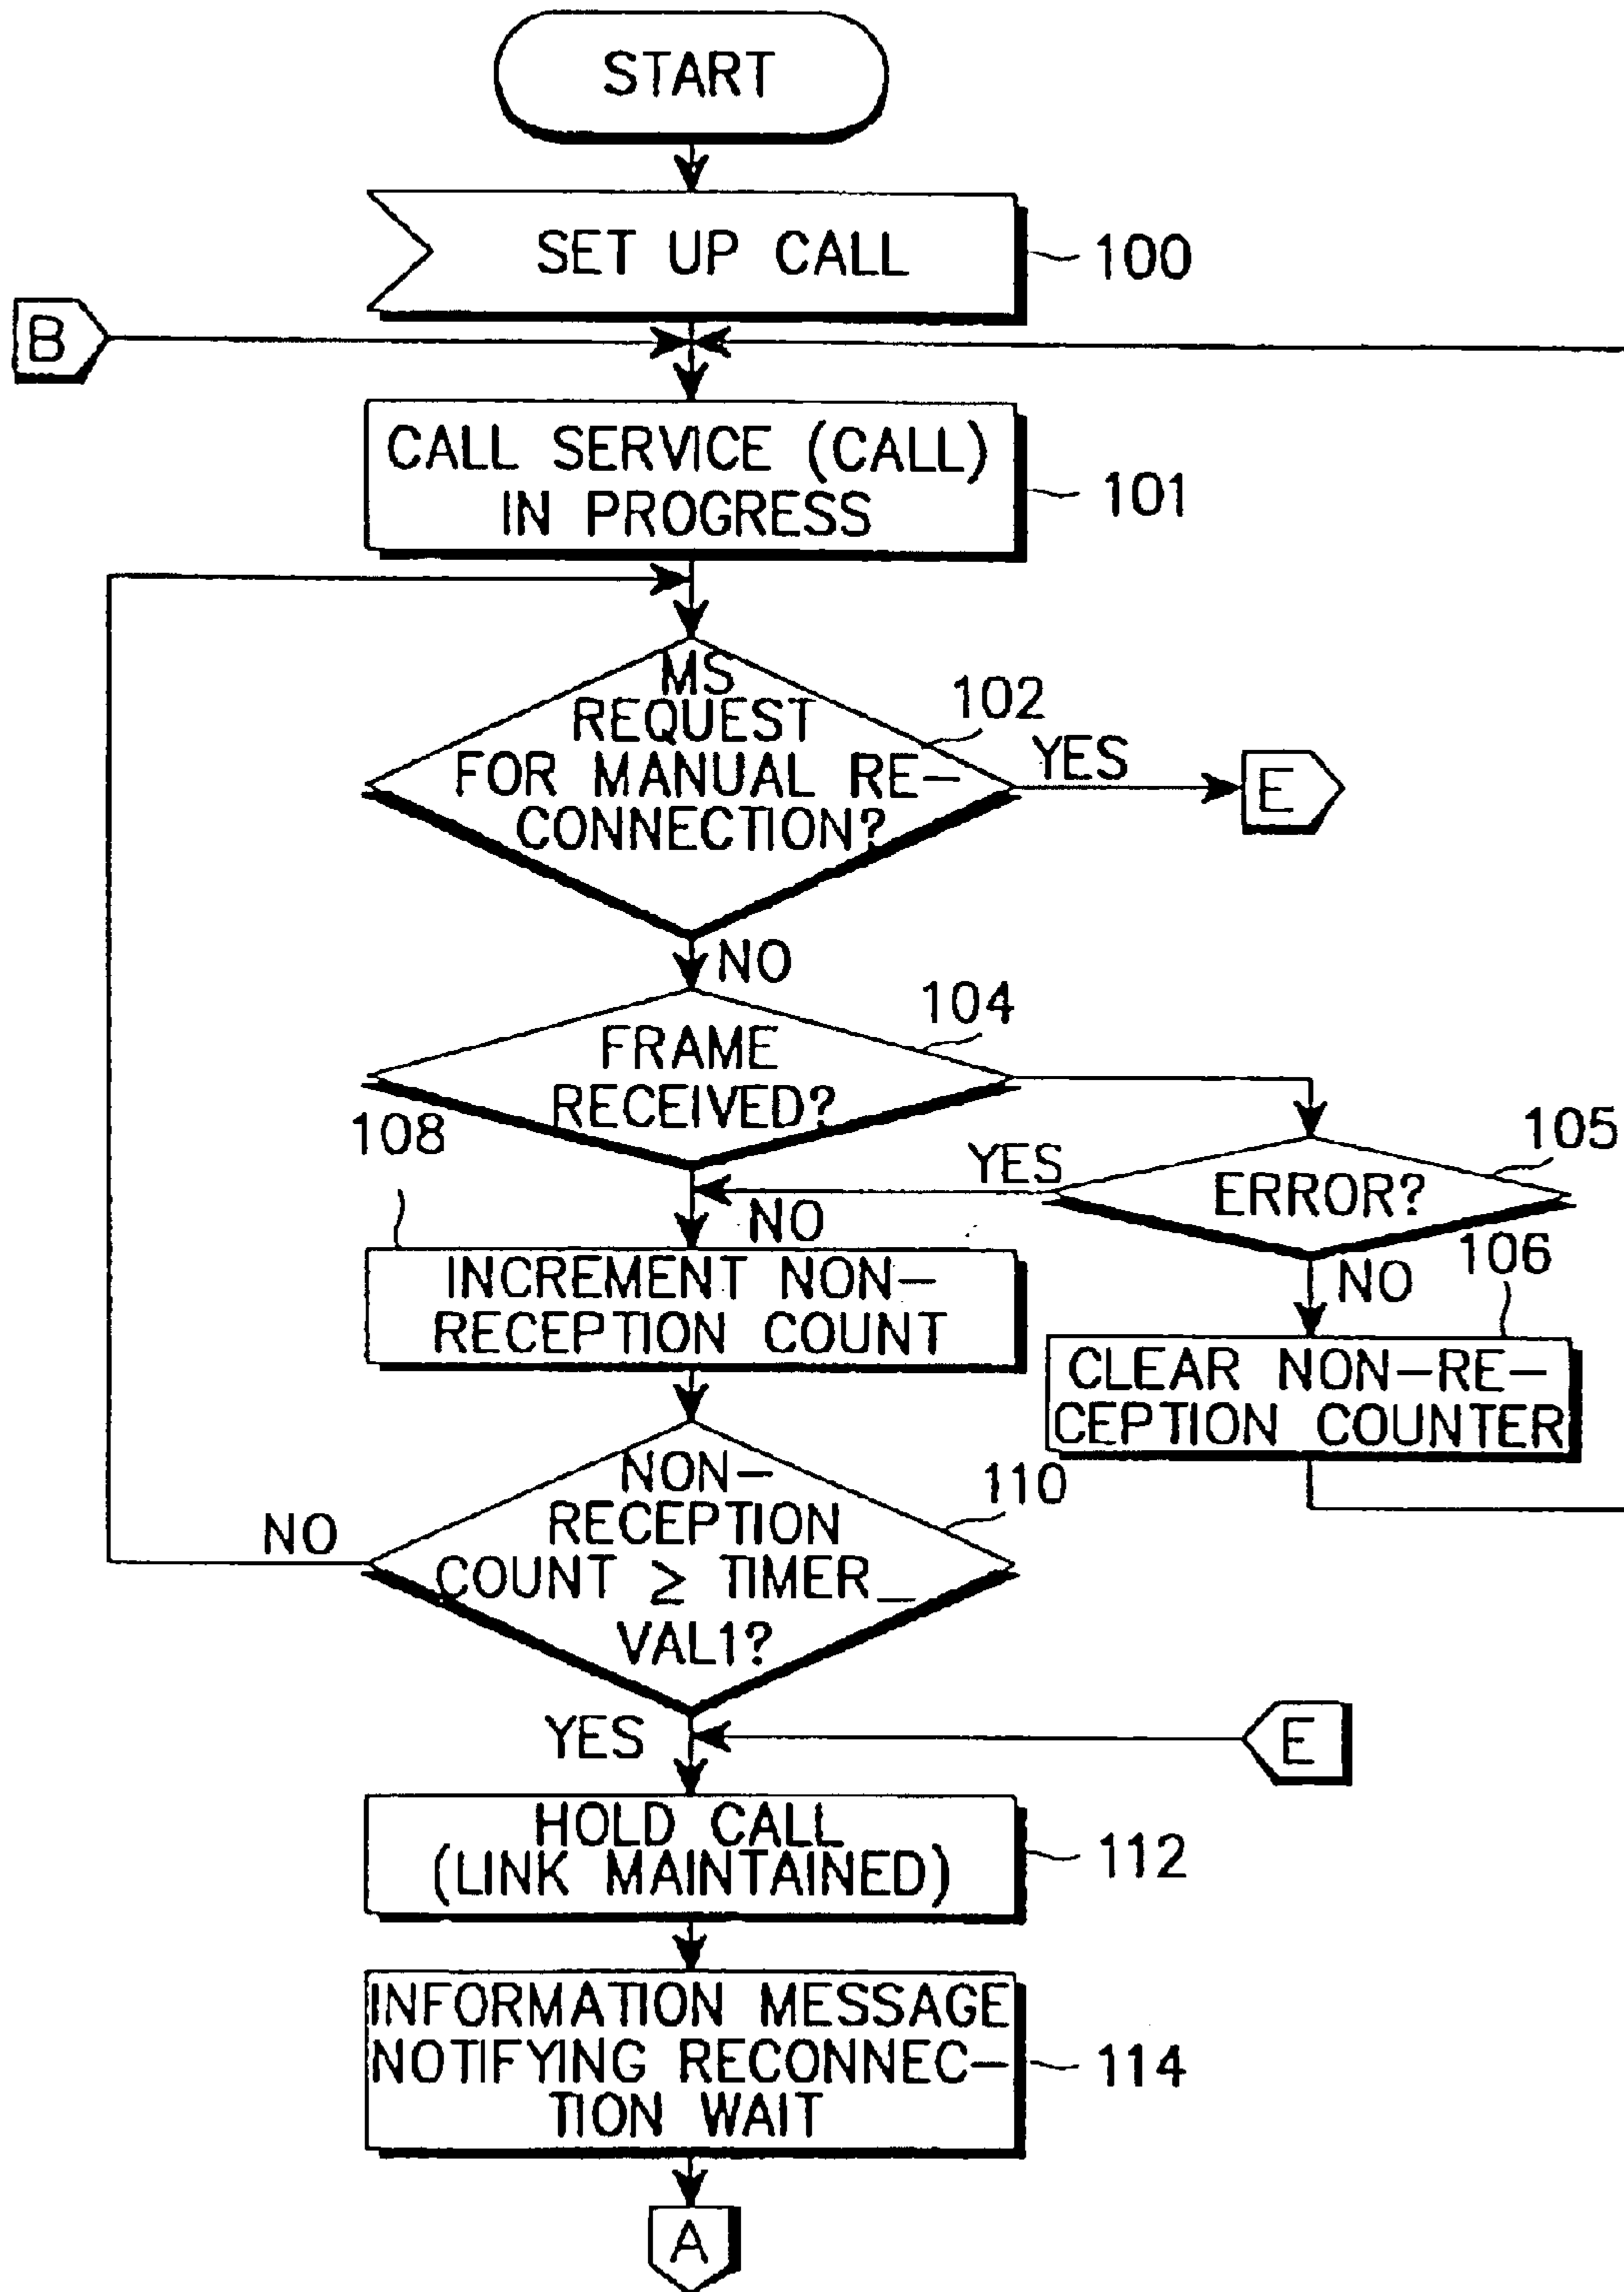 START
SET UP CALL
100
B
CALL SERVICE (CALL)
IN PROGRESS
101
MS
REQUEST
FOR MANUAL RE-
CONNECTION?
102
YES
E
NO
FRAME
RECEIVED?
104
108
YES
ERROR?
105
NO
INCREMENT NON-
RECEPTION COUNT
NO
106
CLEAR NON-RE-
CEPTION COUNTER
NON-
RECEPTION
COUNT ≥ TIMER_
VAL1?
110
NO
YES
E
HOLD CALL
(LINK MAINTAINED)
112
INFORMATION MESSAGE
NOTIFYING RECONNEC-
TION WAIT
114
A